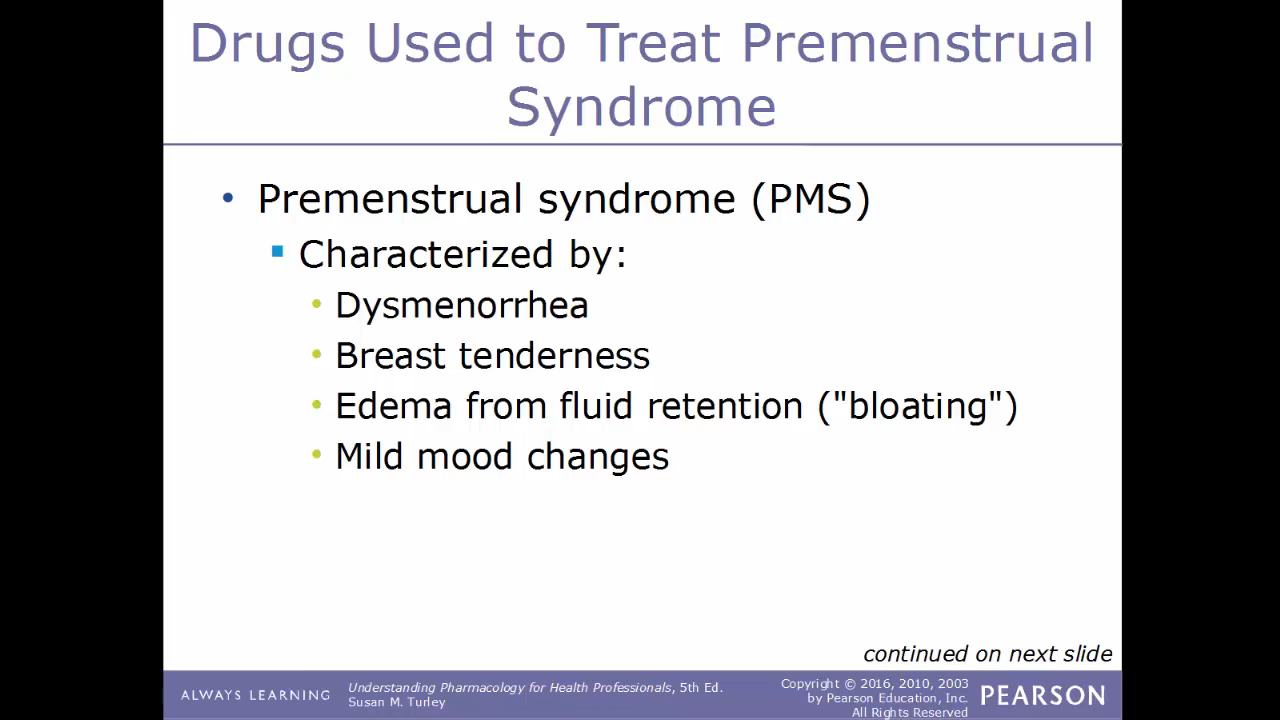 Drugs Used to Treat Premenstrual
Syndrome
• Premenstrual syndrome (PMS)
▪ Characterized by:
• Dysmenorrhea
• Breast tenderness
• Edema from fluid retention ("bloating")
• Mild mood changes
continued on next slide
ALWAYS LEARNING
Understanding Pharmacology for Health Professionals, 5th Ed.
Susan M. Turley
Copyright © 2016, 2010, 2003
by Pearson Education, Inc.
All Rights Reserved
PEARSON